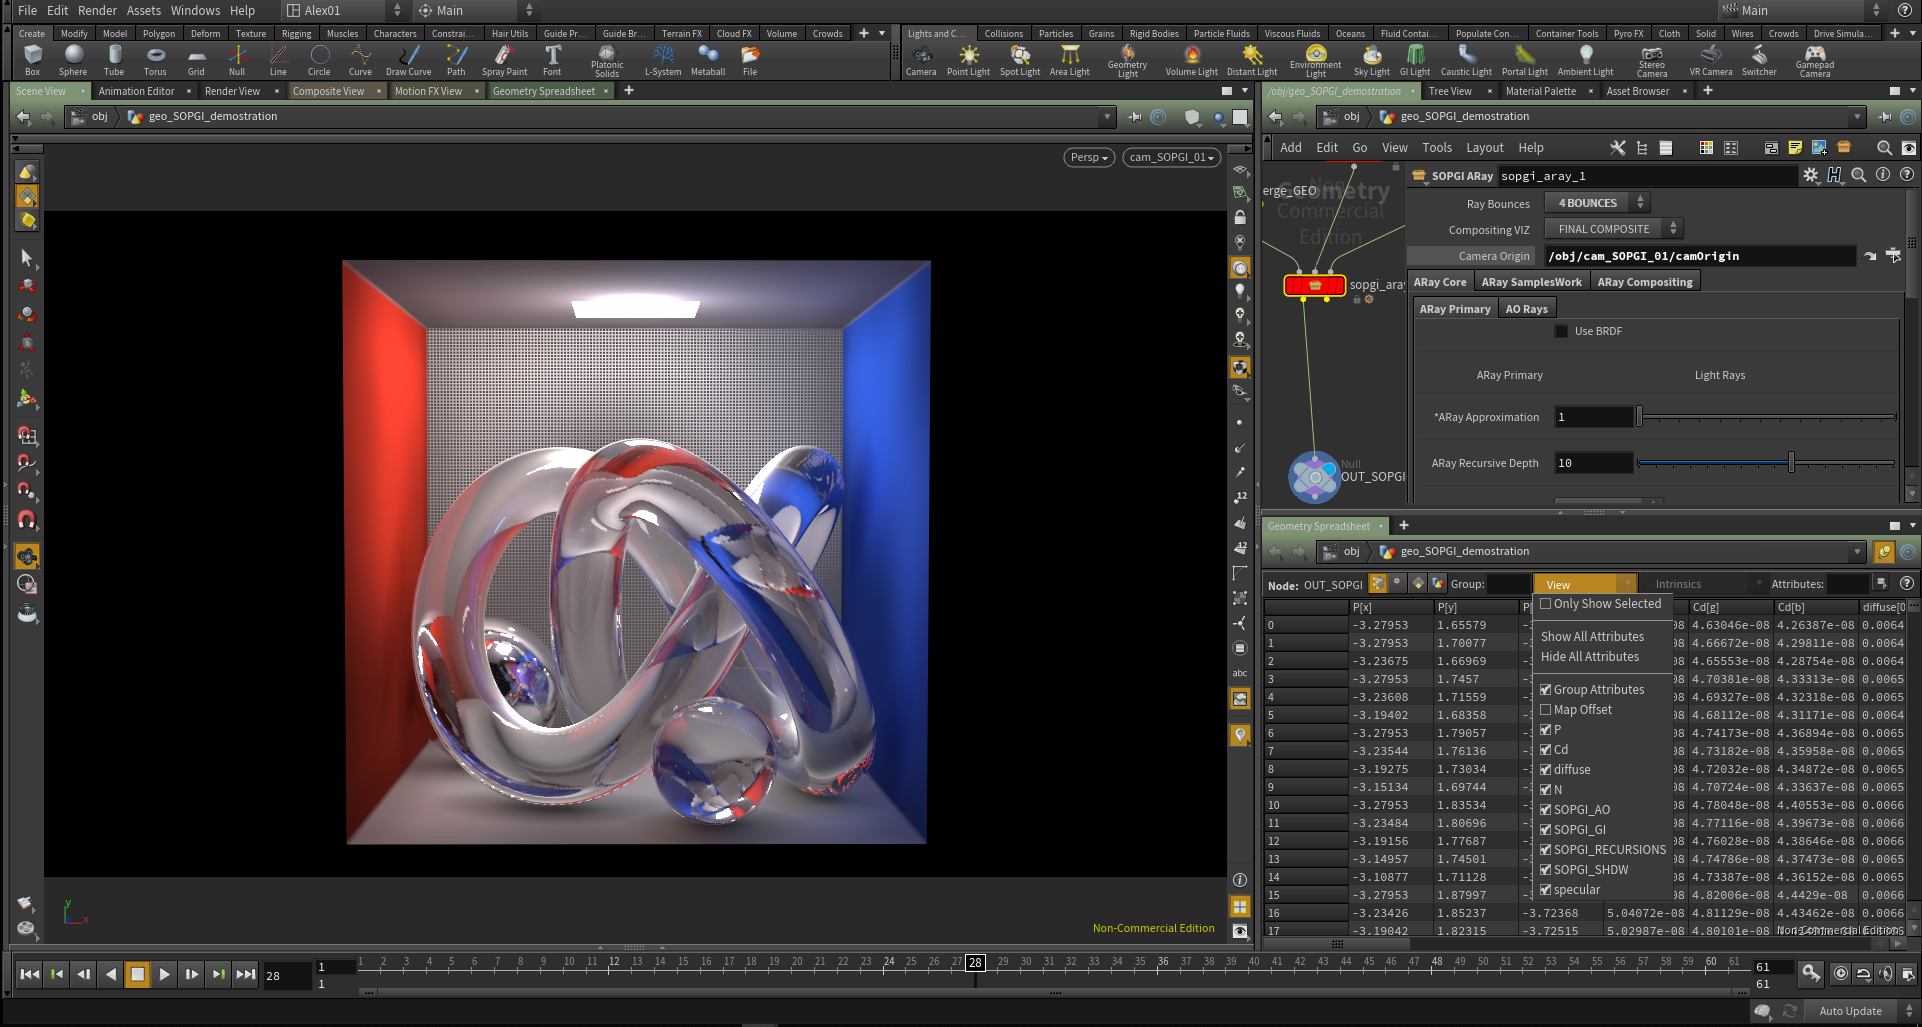 File Edit Render Assets Windows Help Alex01 Main Main
Create Modify Model Polygon Deform Texture Rigging Muscles Characters Constrai... Hair Utils Guide Pr... Guide Br... Terrain FX Cloud FX Volume Crowds
Lights and C... Collisions Particles Grains Rigid Bodies Particle Fluids Viscous Fluids Oceans Fluid Contai... Populate Con... Container Tools Pyro FX Cloth Solid Wires Crowds Drive Simula...
Box Sphere Tube Torus Grid Null Line Circle Curve Draw Curve Path Spray Paint Font Platonic Solids L-System Metaball File
Camera Point Light Spot Light Area Light Geometry Light Volume Light Distant Light Environment Light Sky Light GI Light Caustic Light Portal Light Ambient Light Stereo Camera VR Camera Switcher Gamepad Camera
Scene View Animation Editor Render View Composite View Motion FX View Geometry Spreadsheet
obj geo_SOPGI_demostration
Persp cam_SOPGI_01
12
12
abc
y
x
Non-Commercial Edition
/obj/geo_SOPGI_demostration Tree View Material Palette Asset Browser
obj geo_SOPGI_demostration
Add Edit Go View Tools Layout Help
erge_GEO
Non-
Geometry
Commercial
Edition
sopgi_aray
Null
OUT_SOPGI
SOPGI ARay sopgi_aray_1
Ray Bounces 4 BOUNCES
Compositing VIZ FINAL COMPOSITE
Camera Origin /obj/cam_SOPGI_01/camOrigin
ARay Core ARay SamplesWork ARay Compositing
ARay Primary AO Rays
Use BRDF
ARay Primary Light Rays
*ARay Approximation 1
ARay Recursive Depth 10
Geometry Spreadsheet
obj geo_SOPGI_demostration
Node: OUT_SOPGI Group: View Intrinsics Attributes:
P[x] P[y] P[ Cd[g] Cd[b] diffuse[0
0 -3.27953 1.65579 08 4.63046e-08 4.26387e-08 0.0064
1 -3.27953 1.70077 08 4.66672e-08 4.29811e-08 0.0064
2 -3.23675 1.66969 08 4.65553e-08 4.28754e-08 0.0064
3 -3.27953 1.7457 08 4.70381e-08 4.33313e-08 0.0065
4 -3.23608 1.71559 08 4.69327e-08 4.32318e-08 0.0065
5 -3.19402 1.68358 08 4.68112e-08 4.31171e-08 0.0064
6 -3.27953 1.79057 08 4.74173e-08 4.36894e-08 0.0065
7 -3.23544 1.76136 08 4.73182e-08 4.35958e-08 0.0065
8 -3.19275 1.73034 08 4.72032e-08 4.34872e-08 0.0065
9 -3.15134 1.69744 08 4.70724e-08 4.33637e-08 0.0065
10 -3.27953 1.83534 08 4.78048e-08 4.40553e-08 0.0066
11 -3.23484 1.80696 08 4.77116e-08 4.39673e-08 0.0066
12 -3.19156 1.77687 08 4.76028e-08 4.38646e-08 0.0066
13 -3.14957 1.74501 08 4.74786e-08 4.37473e-08 0.0065
14 -3.10877 1.71128 08 4.73387e-08 4.36152e-08 0.0065
15 -3.27953 1.87997 08 4.82006e-08 4.4429e-08 0.0066
16 -3.23426 1.85237 -3.72368 5.04072e-08 4.81129e-08 4.43462e-08 0.0066
17 -3.19042 1.82315 -3.72515 5.02987e-08 4.80101e-08
Non-Commercial Edition
Only Show Selected
Show All Attributes
Hide All Attributes
Group Attributes
Map Offset
P
Cd
diffuse
N
SOPGI_AO
SOPGI_GI
SOPGI_RECURSIONS
SOPGI_SHDW
specular
28 1 1
1 2 3 4 5 6 7 8 9 10 11 12 13 14 15 16 17 18 19 20 21 22 23 24 25 26 27 28 29 30 31 32 33 34 35 36 37 38 39 40 41 42 43 44 45 46 47 48 49 50 51 52 53 54 55 56 57 58 59 60 61
61
61
Auto Update